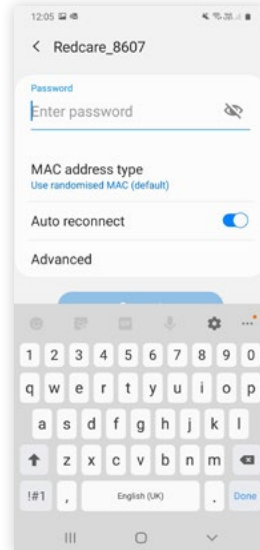 12:05
Redcare_8607
Password
Enter password
MAC address type
Use randomised MAC (default)
Auto reconnect
Advanced
1 2 3 4 5 6 7 8 9 0
q w e r t y u i o p
a s d f g h j k l
z x c v b n m
!#1 , English (UK) . Done